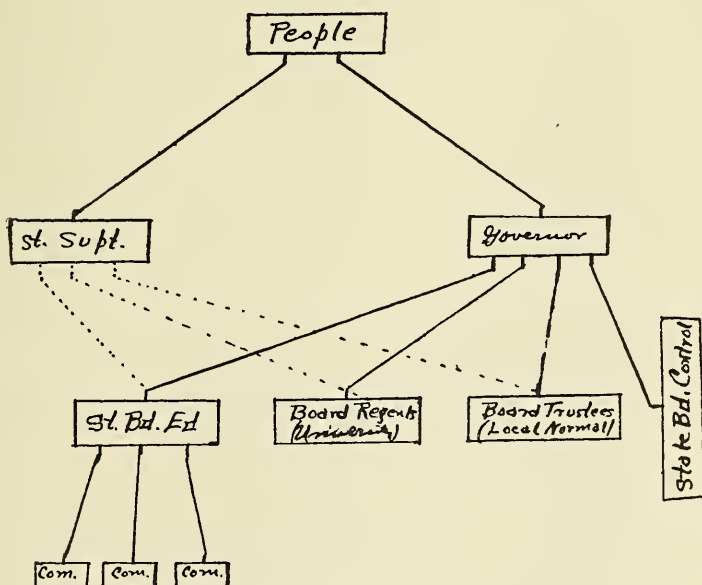 People
St. Supt.
Governor
State Bd. Control
St. Bd. Ed
Board Regents
(University)
Board Trustees
(Local Normal)
Com.
Com.
Com.